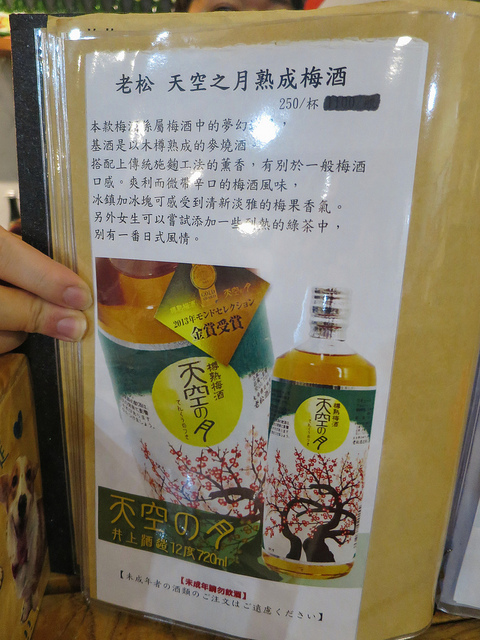 老松 天空之月熟成梅酒
250/杯
本款梅酒係屬梅酒中的夢幻
基酒是以木樽熟成的麥燒酒。
搭配上傳統施麴工法的薰香，有別於一般梅酒
口感。爽利而微帶辛口的梅酒風味，
冰鎮加冰塊可感受到清新淡雅的梅果香氣。
另外女生可以嘗試添加一些到熱的綠茶中，
別有一番日式風情。
2013年モンドセレクション
金賞受賞
樽熟梅酒
天空の月
樽熟梅酒
天空の月
天空の月
12度 720ml
【未成年請勿飲酒】
【未成年者の酒類のご注文はご遠慮ください】